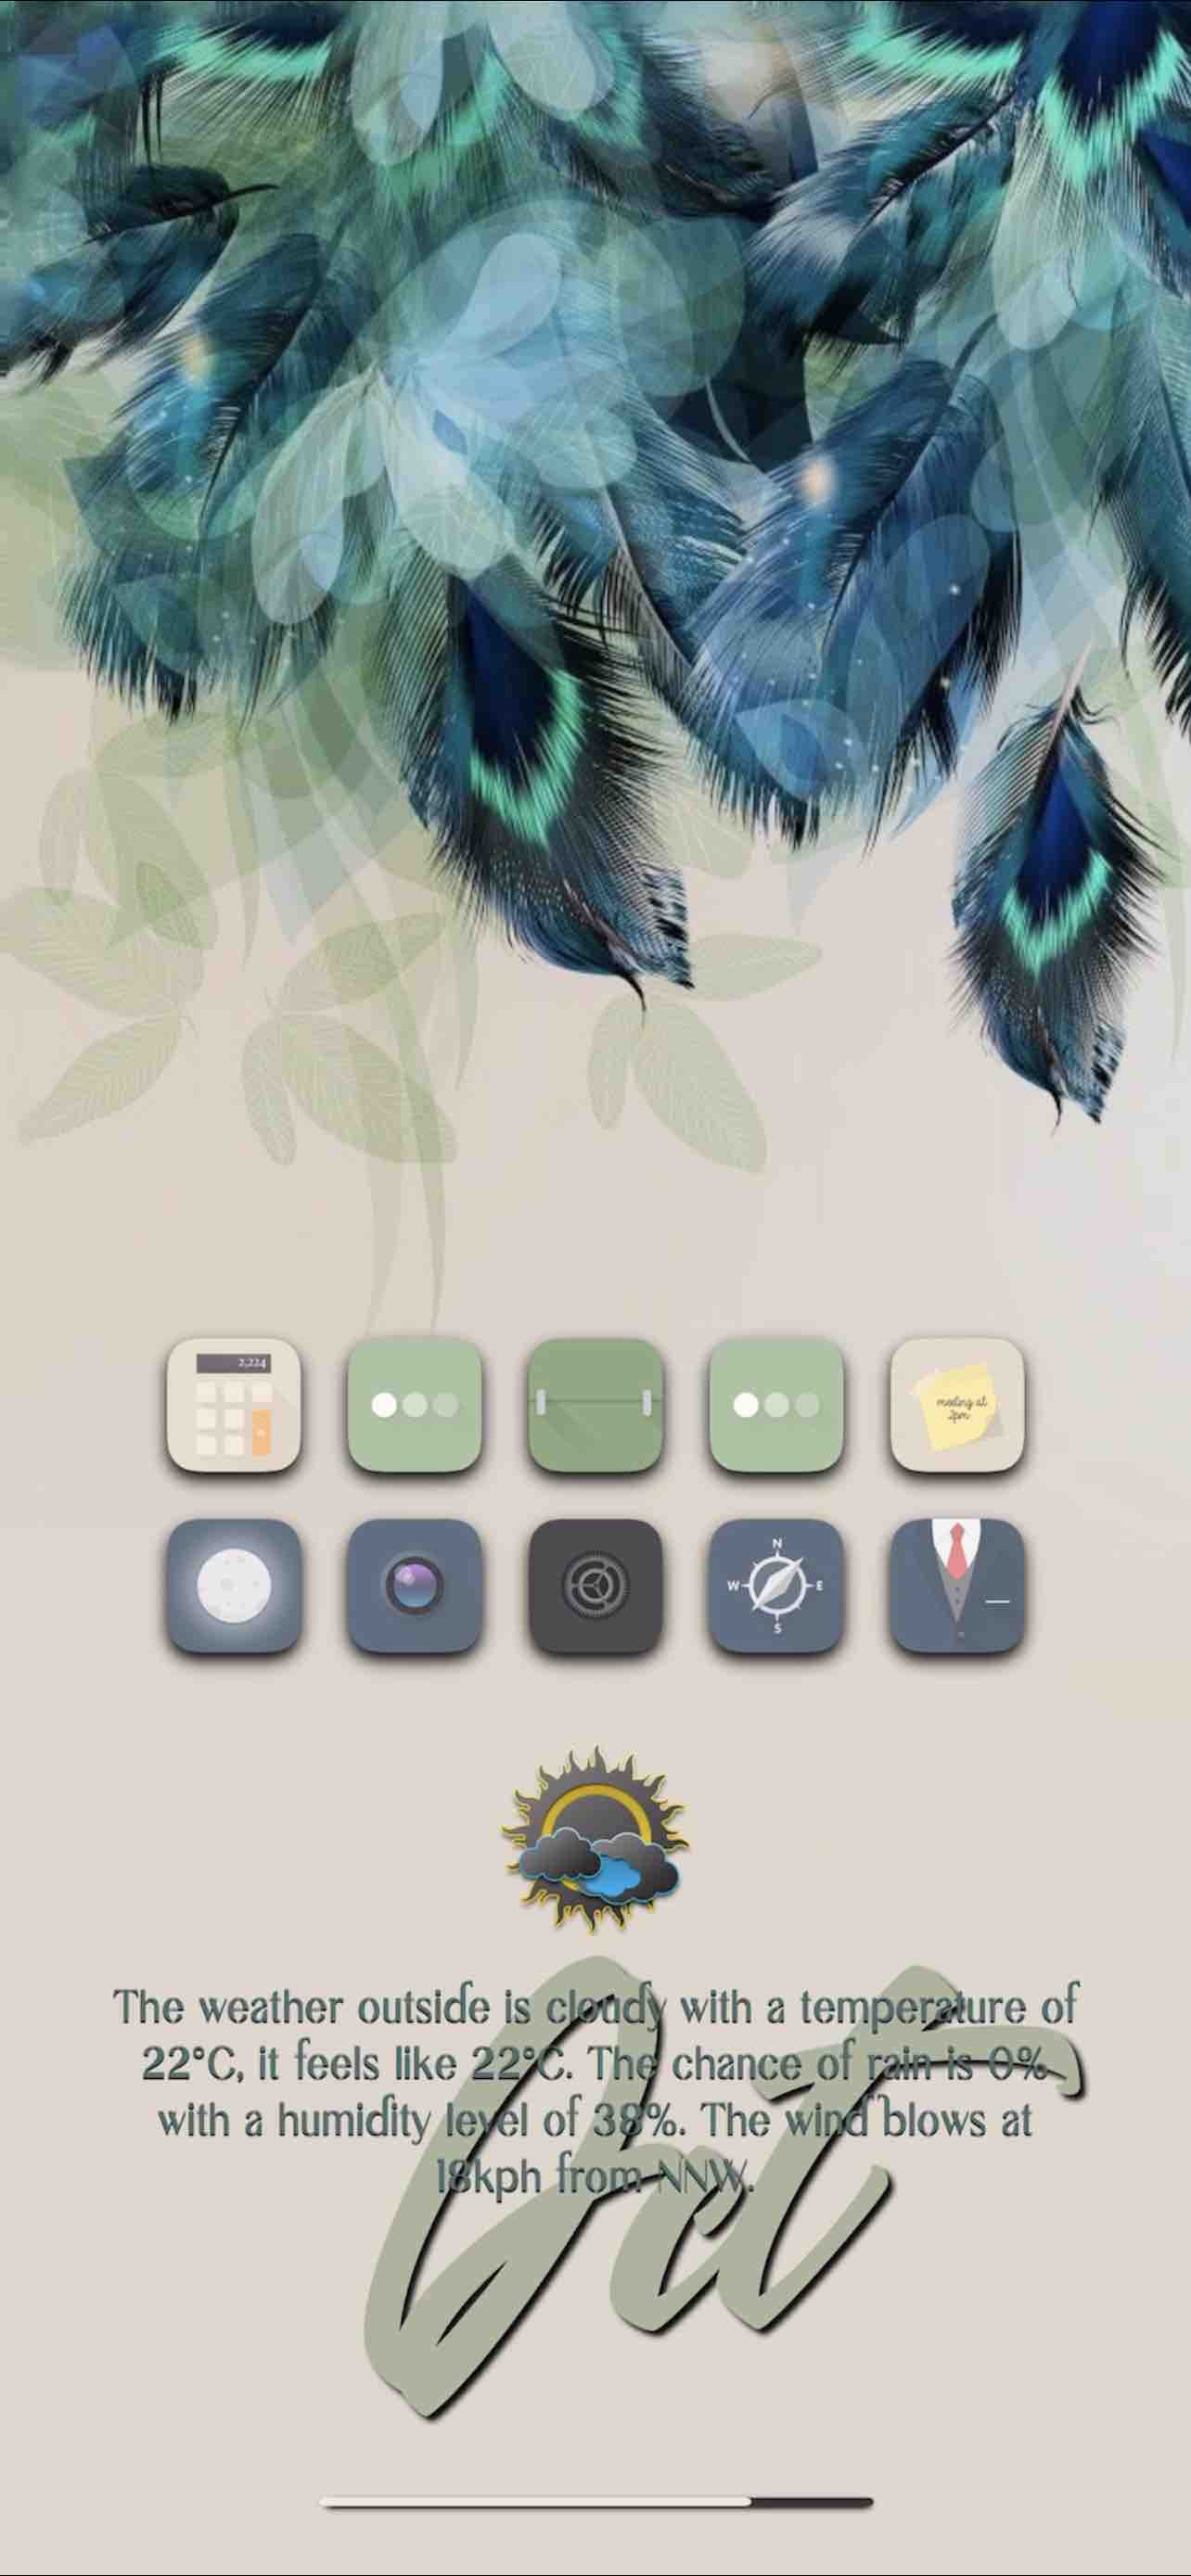 2,224
meeting at
2pm
N
W E
S
The weather outside is cloudy with a temperature of
22°C, it feels like 22°C. The chance of rain is 0%
with a humidity level of 38%. The wind blows at
18kph from NNW.
Oct